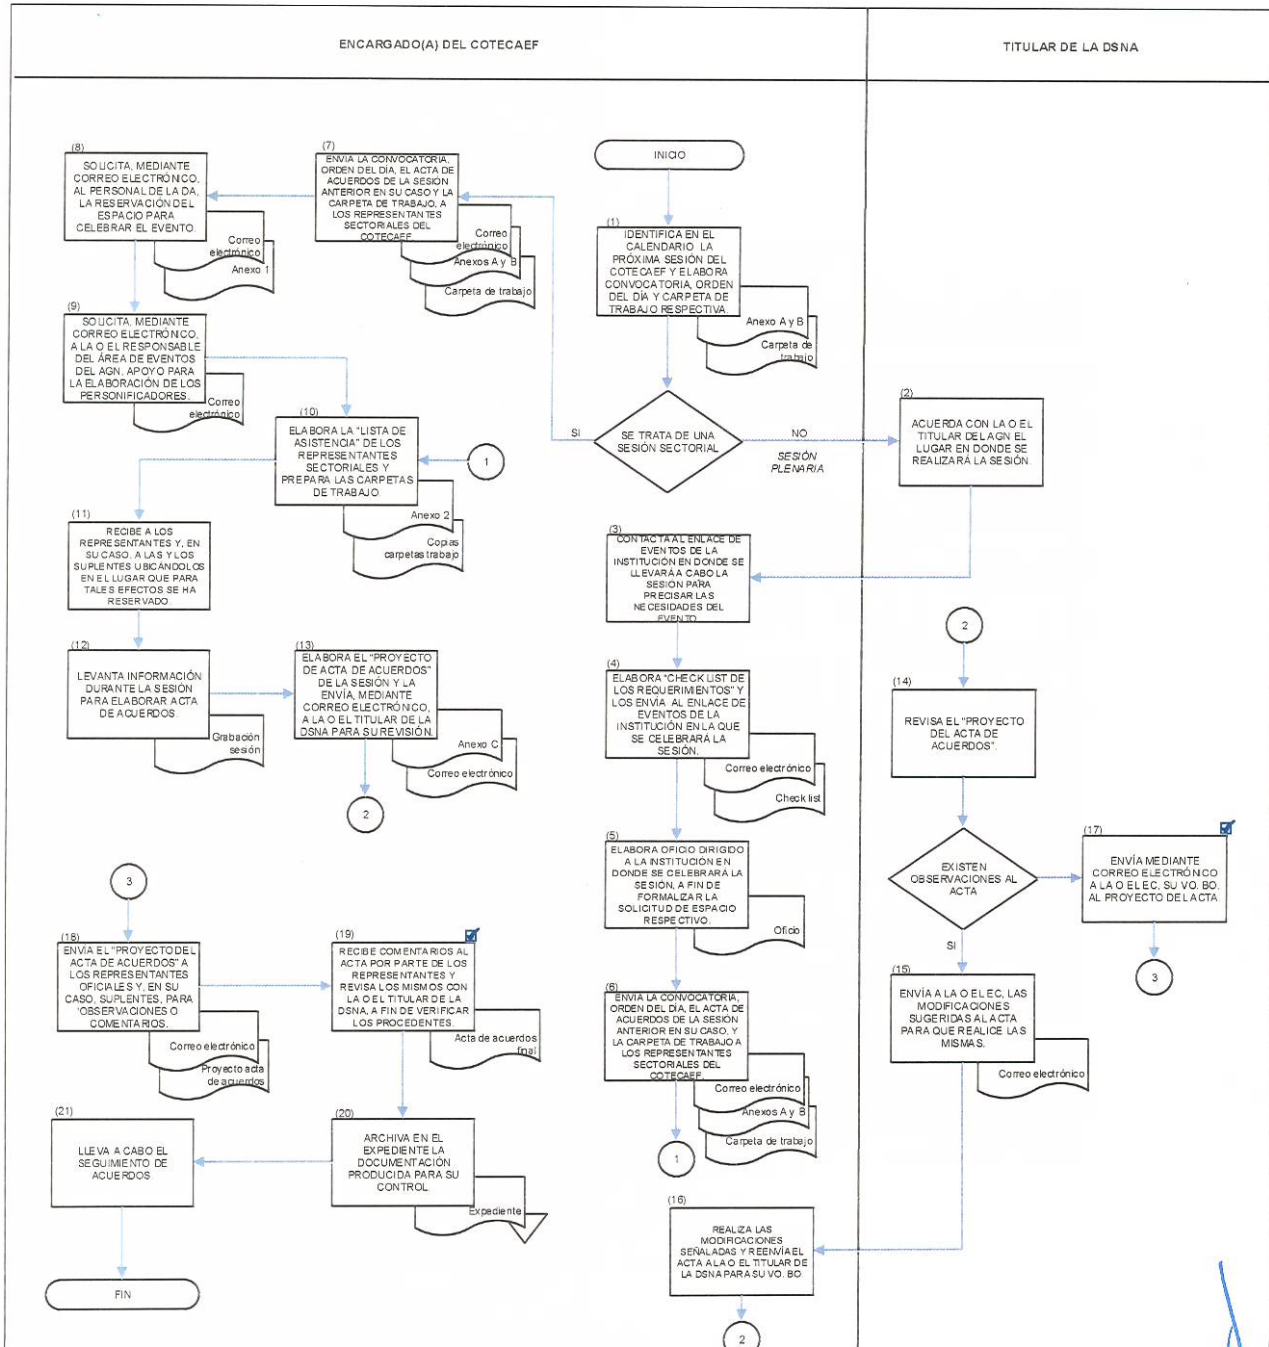 ENCARGADO(A) DEL COTECAEF
TITULAR DE LA DSNA
INICIO
(1)
IDENTIFICA EN EL
CALENDARIO LA
PRÓXIMA SESIÓN DEL
COTECAEF Y ELABORA
CONVOCATORIA, ORDEN
DEL DÍA Y CARPETA DE
TRABAJO RESPECTIVA.
Anexo A y B
Carpeta de
trabajo
SE TRATA DE UNA
SESIÓN SECTORIAL
SI
NO
SESIÓN
PLENARIA
(2)
ACUERDA CON LA O EL
TITULAR DEL AGN EL
LUGAR EN DONDE SE
REALIZARÁ LA SESIÓN.
(3)
CONTACTA AL ENLACE DE
EVENTOS DE LA
INSTITUCIÓN EN DONDE SE
LLEVARÁ A CABO LA
SESIÓN PARA
PRECISAR LAS
NECESIDADES DEL
EVENTO
(4)
ELABORA "CHECK LIST DE
LOS REQUERIMIENTOS" Y
LOS ENVIA AL ENLACE DE
EVENTOS DE LA
INSTITUCIÓN EN LA QUE
SE CELEBRARÁ LA
SESIÓN.
Correo electrónico
Check list
(5)
ELABORA OFICIO DIRIGIDO
A LA INSTITUCIÓN EN
DONDE SE CELEBRARÁ LA
SESIÓN, A FIN DE
FORMALIZAR LA
SOLICITUD DE ESPACIO
RESPECTIVO.
Oficio
(6)
ENVIA LA CONVOCATORIA,
ORDEN DEL DÍA, EL ACTA DE
ACUERDOS DE LA SESIÓN
ANTERIOR EN SU CASO, Y
LA CARPETA DE TRABAJO A
LOS REPRESENTANTES
SECTORIALES DEL
COTECAEF.
Correo electrónico
Anexos A y B
Carpeta de trabajo
1
(7)
ENVIA LA CONVOCATORIA,
ORDEN DEL DÍA, EL ACTA DE
ACUERDOS DE LA SESIÓN
ANTERIOR EN SU CASO Y LA
CARPETA DE TRABAJO, A
LOS REPRESENTANTES
SECTORIALES DEL
COTECAEF
Correo
electrónico
Anexos A y B
Carpeta de trabajo
(8)
SOLICITA, MEDIANTE
CORREO ELECTRÓNICO,
AL PERSONAL DE LA DA,
LA RESERVACIÓN DEL
ESPACIO PARA
CELEBRAR EL EVENTO.
Correo
electrónico
Anexo 1
(9)
SOLICITA, MEDIANTE
CORREO ELECTRÓNICO,
A LA O EL RESPONSABLE
DEL ÁREA DE EVENTOS
DEL AGN, APOYO PARA
LA ELABORACIÓN DE LOS
PERSONIFICADORES.
Correo
electrónico
(10)
ELABORA LA "LISTA DE
ASISTENCIA" DE LOS
REPRESENTANTES
SECTORIALES Y
PREPARA LAS CARPETAS
DE TRABAJO.
1
Anexo 2
Copias
carpetas trabajo
(11)
RECIBE A LOS
REPRESENTANTES Y, EN
SU CASO, A LAS Y LOS
SUPLENTES UBICÁNDOLOS
EN EL LUGAR QUE PARA
TALES EFECTOS SE HA
RESERVADO.
(12)
LEVANTA INFORMACIÓN
DURANTE LA SESIÓN
PARA ELABORAR ACTA
DE ACUERDOS.
Grabación
sesión
(13)
ELABORA EL "PROYECTO
DE ACTA DE ACUERDOS"
DE LA SESIÓN Y LA
ENVÍA, MEDIANTE
CORREO ELECTRÓNICO,
A LA O EL TITULAR DE LA
DSNA PARA SU REVISIÓN.
Anexo C
Correo electrónico
2
2
(14)
REVISA EL "PROYECTO
DEL ACTA DE
ACUERDOS".
EXISTEN
OBSERVACIONES AL
ACTA
SI
(15)
ENVÍA A LA O EL EC, LAS
MODIFICACIONES
SUGERIDAS AL ACTA
PARA QUE REALICE LAS
MISMAS.
Correo electrónico
(16)
REALIZA LAS
MODIFICACIONES
SEÑALADAS Y REENVÍA EL
ACTA A LA O EL TITULAR DE
LA DSNA PARA SU VO. BO
2
(17)
ENVÍA MEDIANTE
CORREO ELECTRÓNICO
A LA O EL EC, SU VO. BO.
AL PROYECTO DEL ACTA.
3
3
(18)
ENVIA EL "PROYECTO DEL
ACTA DE ACUERDOS" A
LOS REPRESENTANTES
OFICIALES Y, EN SU
CASO, SUPLENTES, PARA
OBSERVACIONES O
COMENTARIOS.
Correo electrónico
Proyecto acta
de acuerdos
(19)
RECIBE COMENTARIOS AL
ACTA POR PARTE DE LOS
REPRESENTANTES Y
REVISA LOS MISMOS CON
LA O EL TITULAR DE LA
DSNA, A FIN DE VERIFICAR
LOS PROCEDENTES.
Acta de acuerdos
final
(20)
ARCHIVA EN EL
EXPEDIENTE LA
DOCUMENTACIÓN
PRODUCIDA PARA SU
CONTROL
Expediente
(21)
LLEVA A CABO EL
SEGUIMIENTO DE
ACUERDOS
FIN